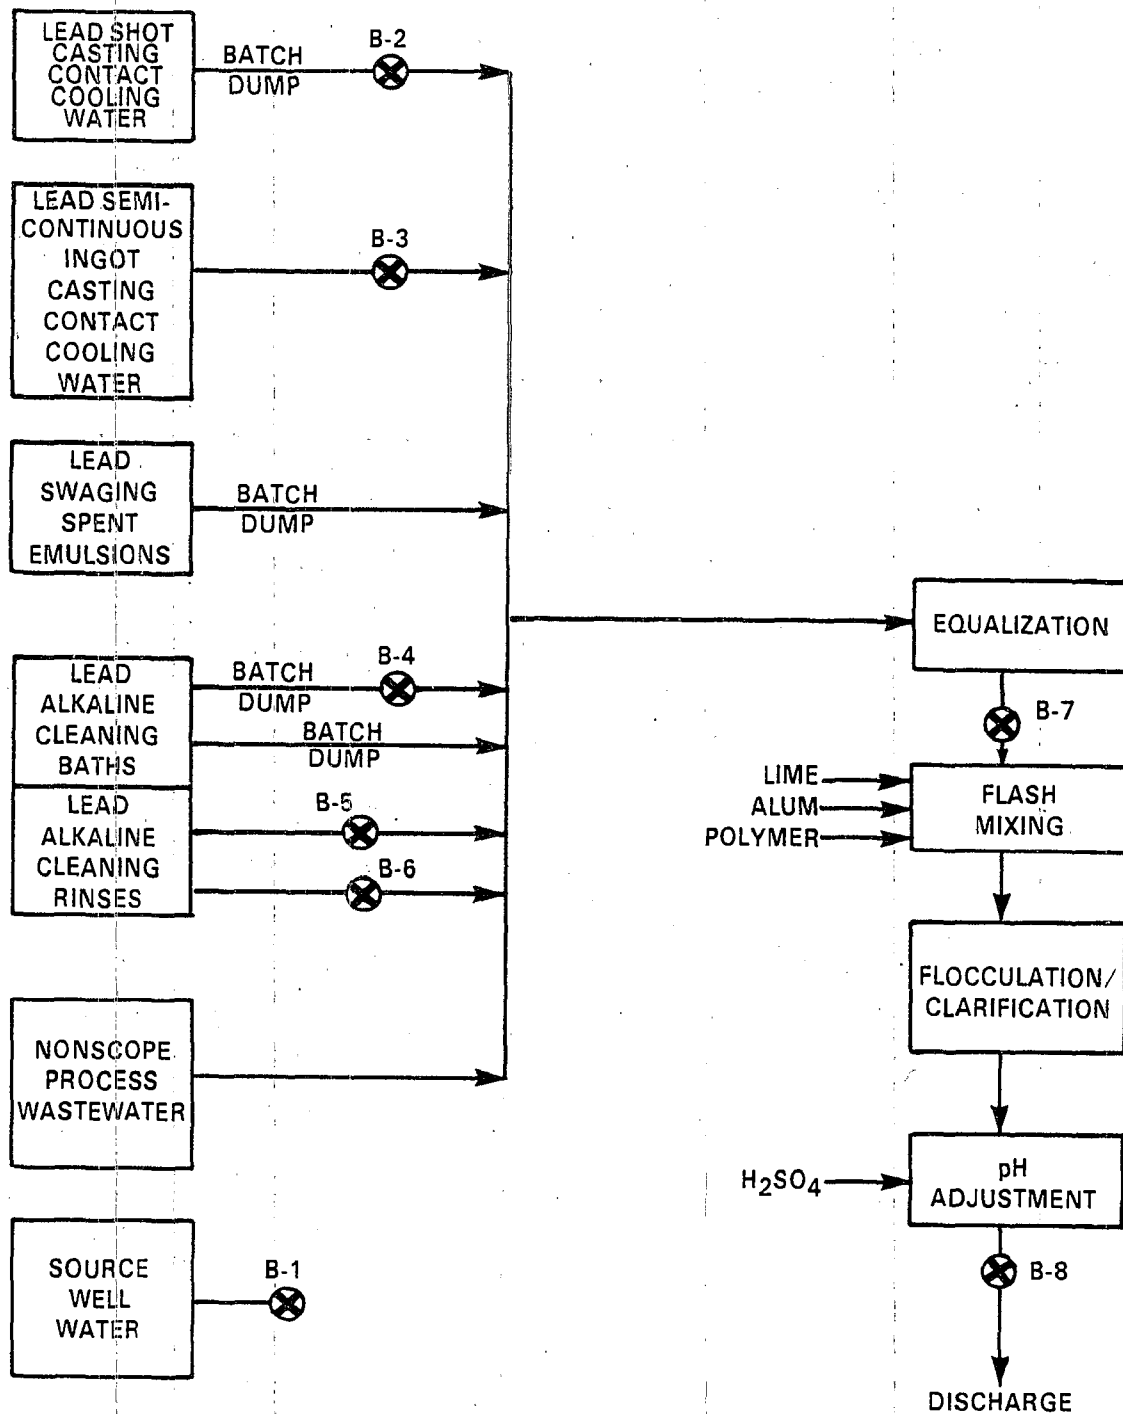 LEAD SHOT
CASTING
CONTACT
COOLING
WATER
BATCH
DUMP
B-2
LEAD SEMI-
CONTINUOUS
INGOT
CASTING
CONTACT
COOLING
WATER
B-3
LEAD
SWAGING
SPENT
EMULSIONS
BATCH
DUMP
LEAD
ALKALINE
CLEANING
BATHS
BATCH
DUMP
B-4
BATCH
DUMP
LEAD
ALKALINE
CLEANING
RINSES
B-5
B-6
NONSCOPE
PROCESS
WASTEWATER
SOURCE
WELL
WATER
B-1
EQUALIZATION
B-7
LIME
ALUM
POLYMER
FLASH
MIXING
FLOCCULATION/
CLARIFICATION
H₂SO₄
pH
ADJUSTMENT
B-8
DISCHARGE